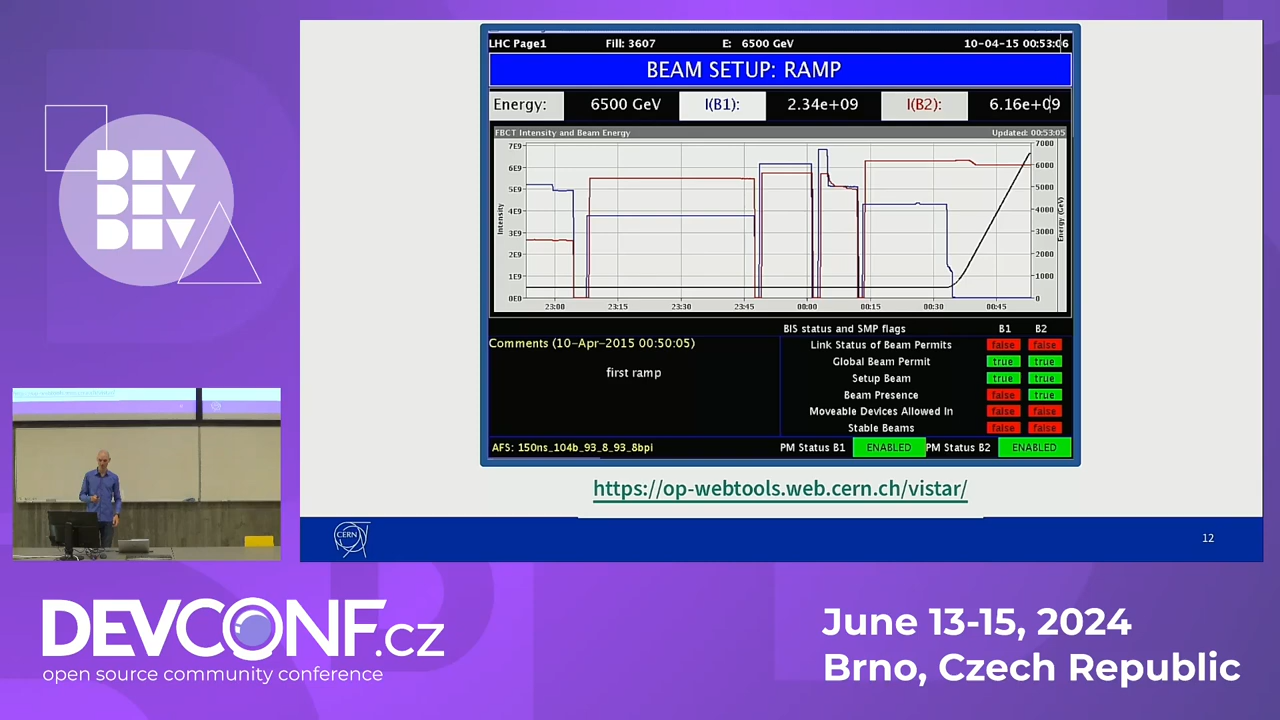 DEV
DEV
DEV
LHC Page1 Fill: 3607 E: 6500 GeV 10-04-15 00:53:06
BEAM SETUP: RAMP
Energy: 6500 GeV I(B1): 2.34e+09 I(B2): 6.16e+09
FBCT Intensity and Beam Energy Updated: 00:53:05
Intensity
7E9
6E9
5E9
4E9
3E9
2E9
1E9
0E0
7000
6000
5000
4000
3000
2000
1000
0
Energy (GeV)
23:00 23:15 23:30 23:45 00:00 00:15 00:30 00:45
Comments (10-Apr-2015 00:50:05)
first ramp
BIS status and SMP flags B1 B2
Link Status of Beam Permits false false
Global Beam Permit true true
Setup Beam true true
Beam Presence false true
Moveable Devices Allowed In false false
Stable Beams false false
AFS: 150ns_104b_93_8_93_8bpi PM Status B1 ENABLED PM Status B2 ENABLED
https://op-webtools.web.cern.ch/vistar/
CERN
12
DEVCONF.cz
open source community conference
June 13-15, 2024
Brno, Czech Republic